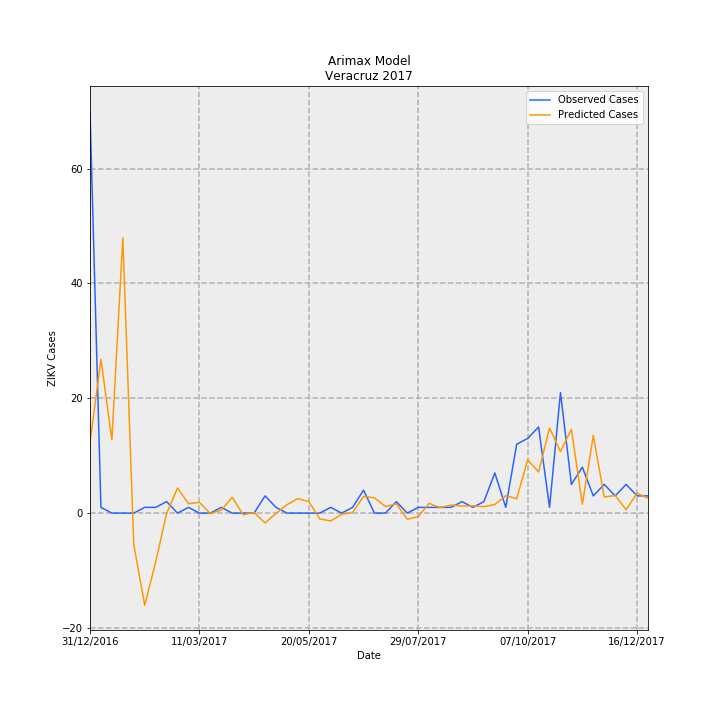 Arimax Model
Veracruz 2017
Observed Cases
Predicted Cases
ZIKV Cases
60
40
20
0
−20
31/12/2016
11/03/2017
20/05/2017
29/07/2017
07/10/2017
16/12/2017
Date